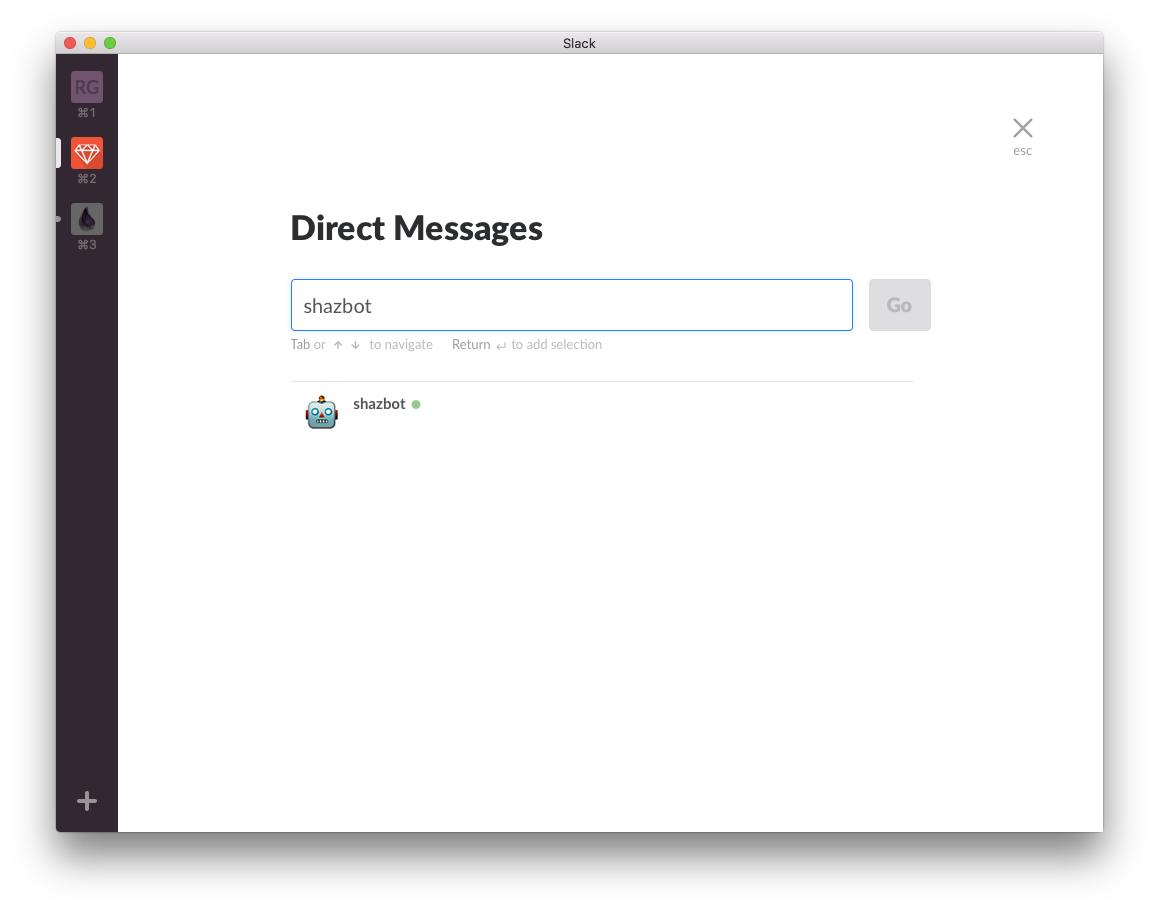 Slack
RG
⌘1
⌘2
⌘3
esc
Direct Messages
shazbot
Go
Tab or ↑ ↓ to navigate Return ↵ to add selection
shazbot